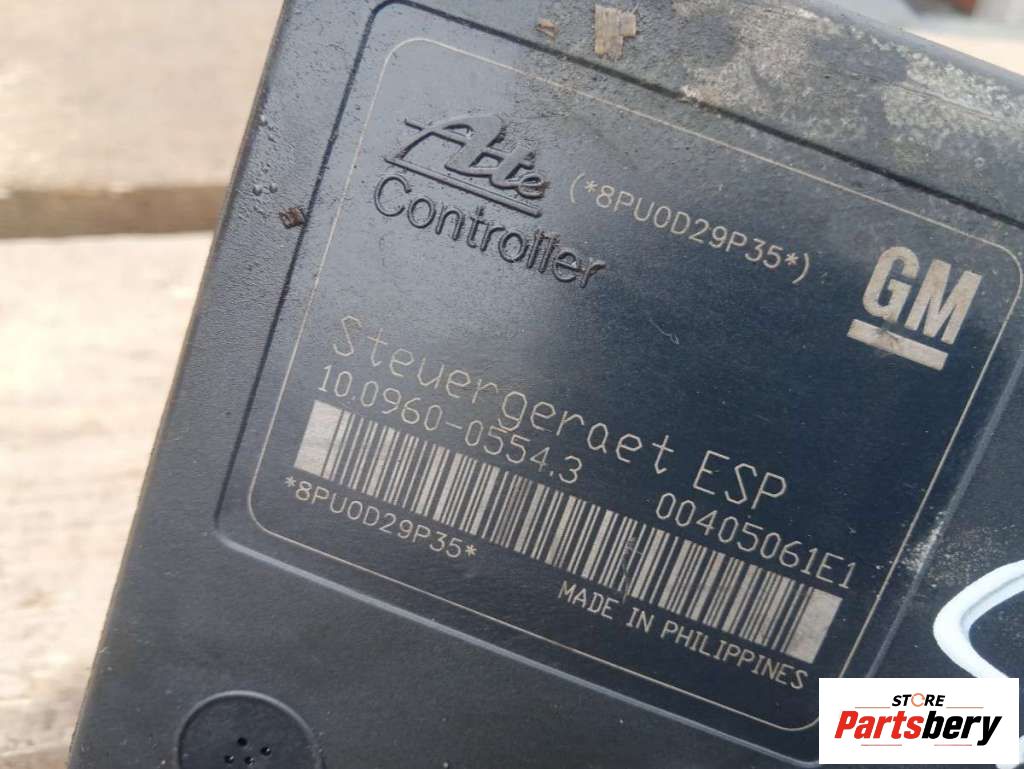 Ate (*8PU0D29P35*)
Controller
GM
Steuergeraet ESP
10.0960-0554.3 00405061E1
*8PU0D29P35*
MADE IN PHILIPPINES
STORE
Partsbery